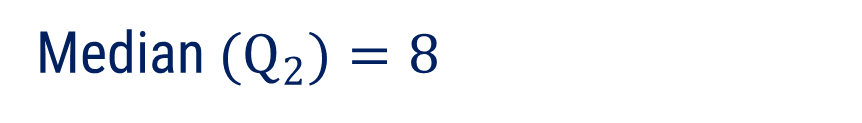 Median (Q₂) = 8